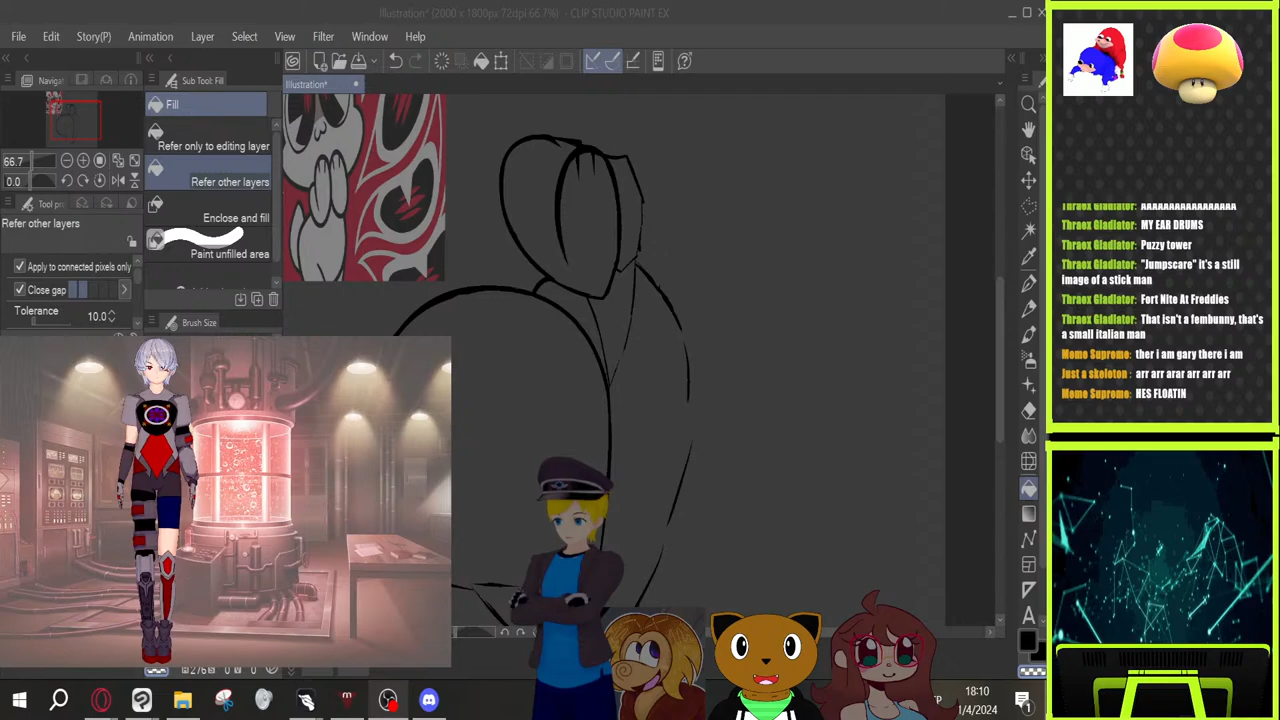 Illustration* (2000 x 1800px 72dpi 66.7%) - CLIP STUDIO PAINT EX
File Edit Story(P) Animation Layer Select View Filter Window Help
Navigat
Sub Tool: Fill
Illustration*
Fill
Refer only to editing layer
66.7
Refer other layers
0.0
Tool pr
Enclose and fill
Refer other layers
Paint unfilled area
Apply to connected pixels only
Close gap
Tolerance 10.0
Brush Size
Thraex Gladiator: AAAAAAAAAAAAAAAAA
Thraex Gladiator: MY EAR DRUMS
Thraex Gladiator: Puzzy tower
Thraex Gladiator: "Jumpscare" it's a still
image of a stick man
Thraex Gladiator: Fort Nite At Freddies
Thraex Gladiator: That isn't a fembunny, that's
a small italian man
Momo Supreme: ther i am gary there i am
Just a skeleton : arr arr arar arr arr arr
Momo Supreme: HES FLOATIN
18:10
1/4/2024